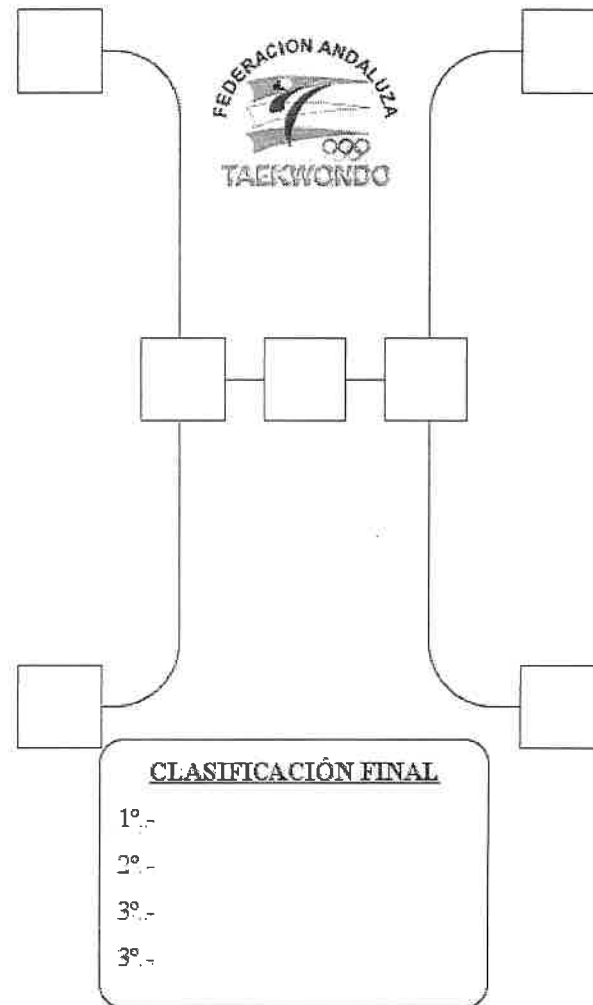 FEDERACION ANDALUZA
TAEKWONDO
CLASIFICACIÓN FINAL
1º.-
2º.-
3º.-
3º.-